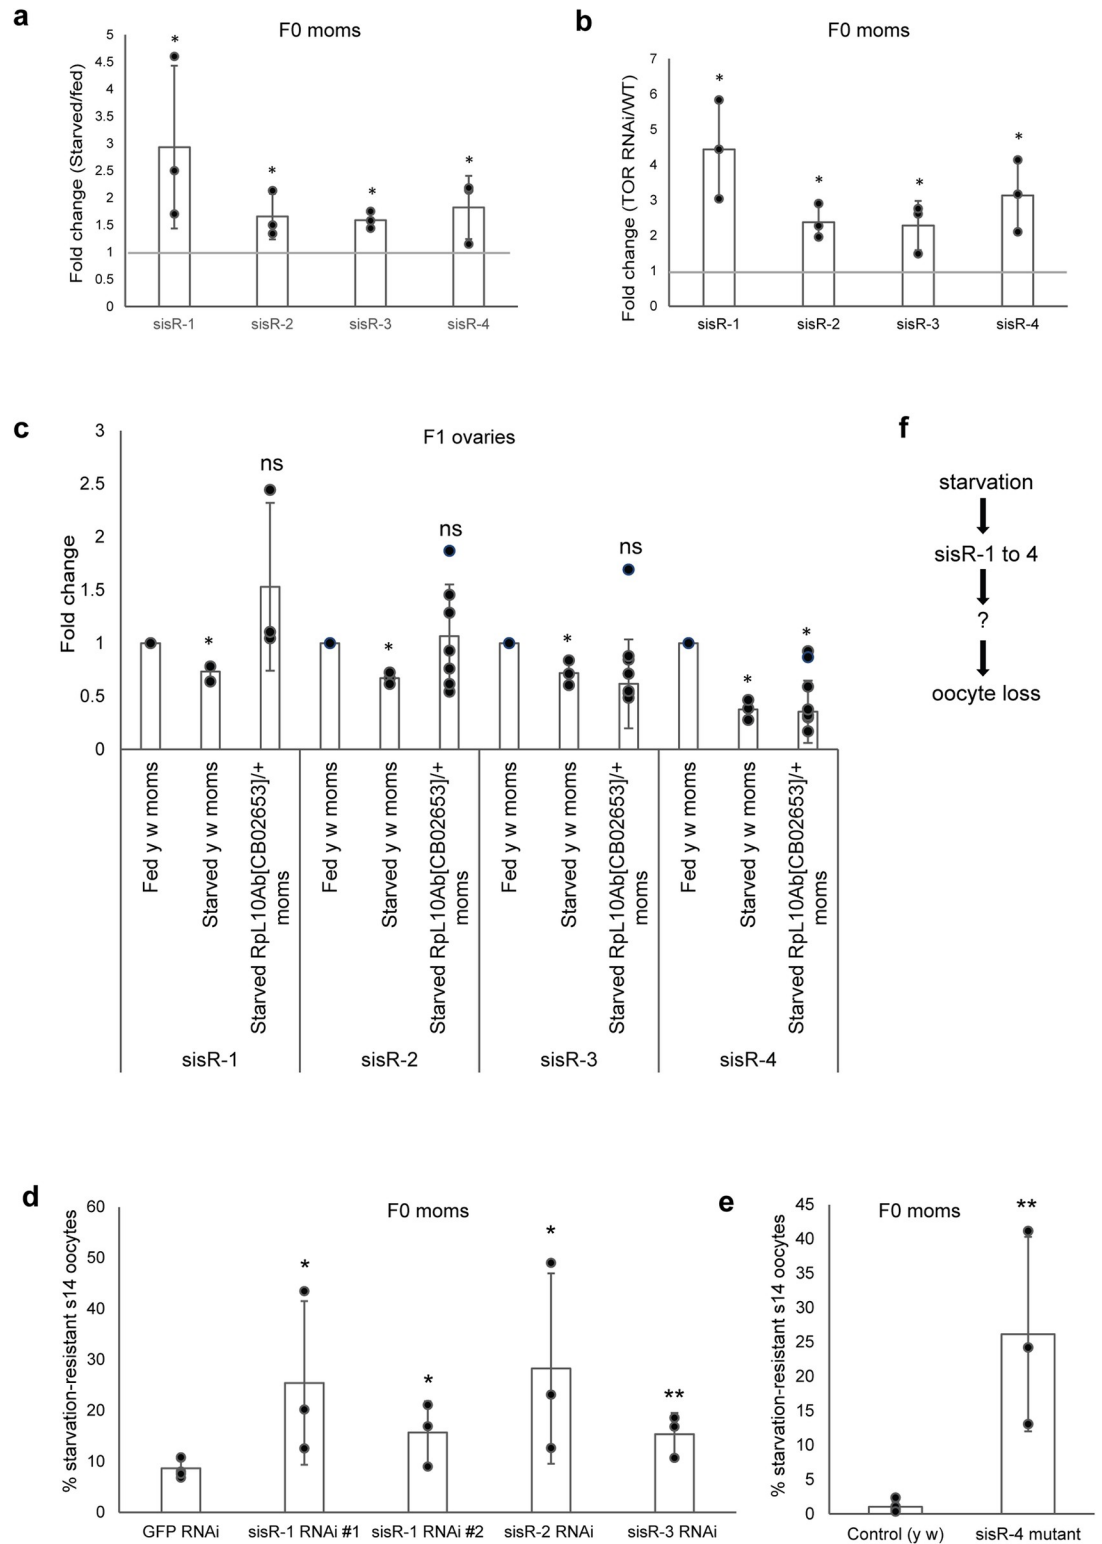 a
F0 moms
Fold change (Starved/fed)
5
4.5
4
3.5
3
2.5
2
1.5
1
0.5
0
*
*
*
*
sisR-1
sisR-2
sisR-3
sisR-4
b
F0 moms
Fold change (TOR RNAi/WT)
7
6
5
4
3
2
1
0
*
*
*
*
sisR-1
sisR-2
sisR-3
sisR-4
c
F1 ovaries
Fold change
3
2.5
2
1.5
1
0.5
0
*
ns
*
ns
*
ns
*
*
Fed y w moms
Starved y w moms
Starved RpL10Ab[CB02653]/+
moms
Fed y w moms
Starved y w moms
Starved RpL10Ab[CB02653]/+
moms
Fed y w moms
Starved y w moms
Starved RpL10Ab[CB02653]/+
moms
Fed y w moms
Starved y w moms
Starved RpL10Ab[CB02653]/+
moms
sisR-1
sisR-2
sisR-3
sisR-4
f
starvation
sisR-1 to 4
?
oocyte loss
d
F0 moms
% starvation-resistant s14 oocytes
60
50
40
30
20
10
0
*
*
*
**
GFP RNAi
sisR-1 RNAi #1
sisR-1 RNAi #2
sisR-2 RNAi
sisR-3 RNAi
e
F0 moms
% starvation-resistant s14 oocytes
45
40
35
30
25
20
15
10
5
0
**
Control (y w)
sisR-4 mutant